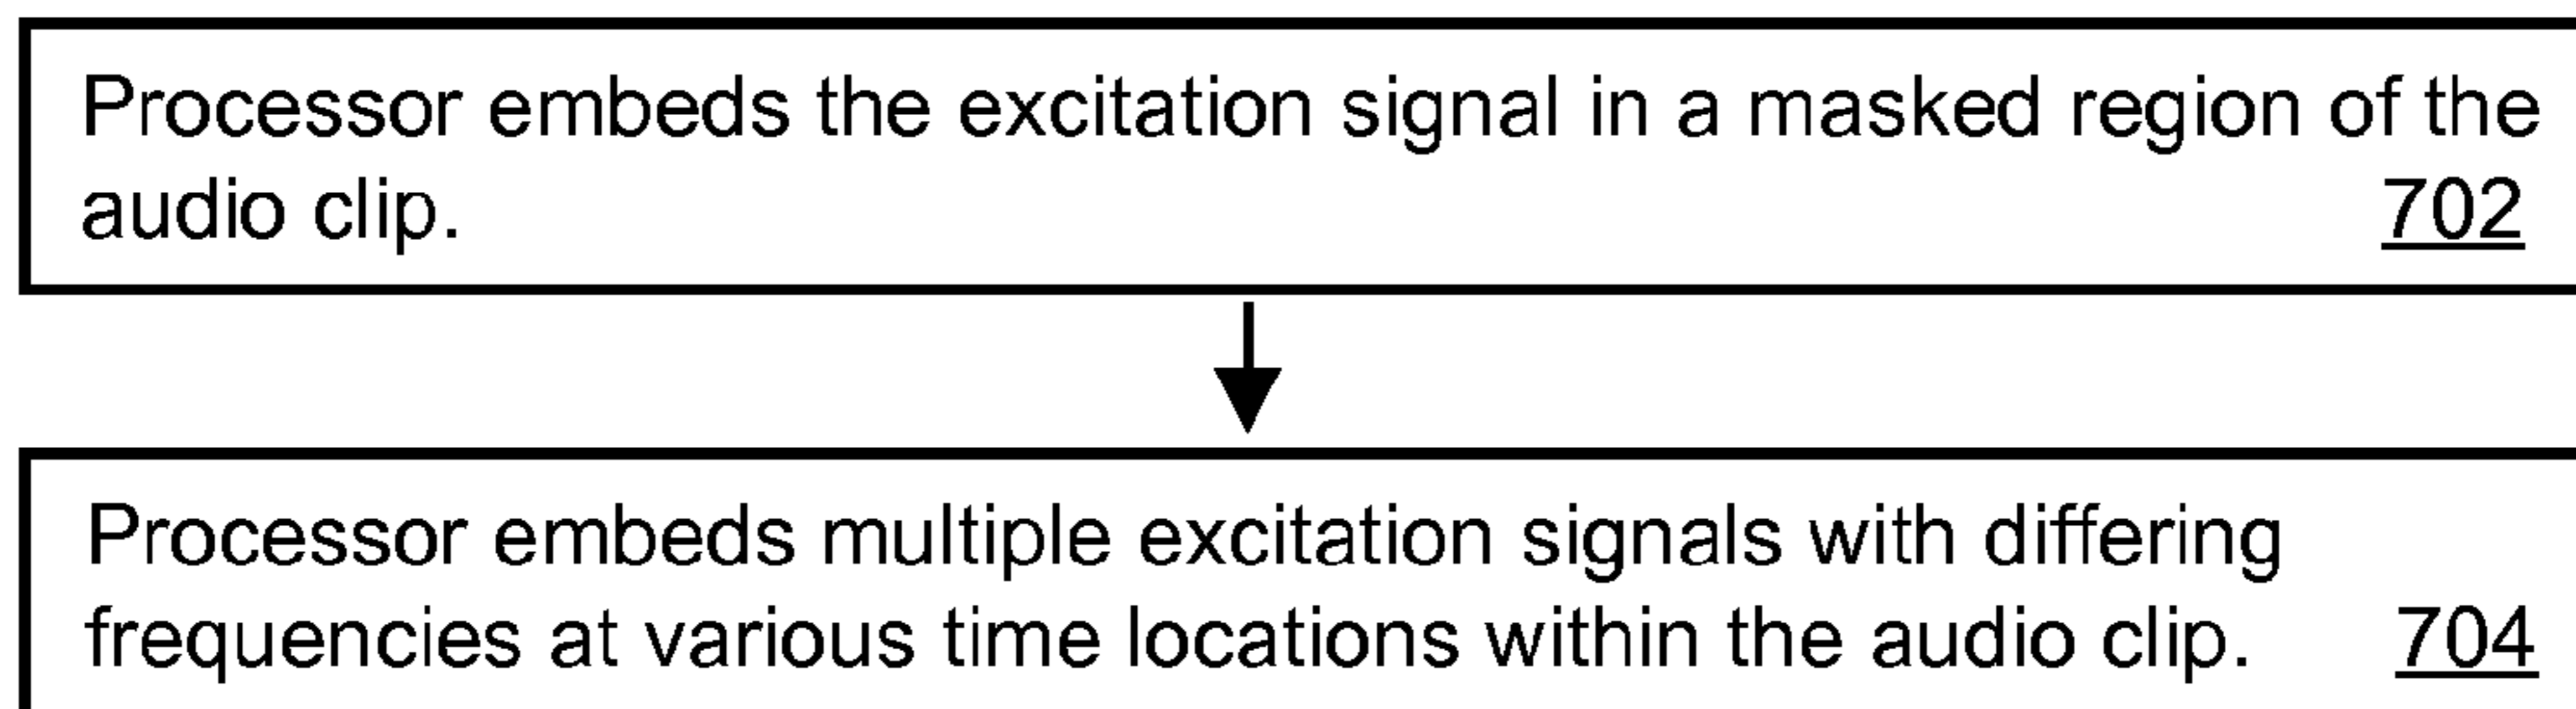 Processor embeds the excitation signal in a masked region of the
audio clip. 702
Processor embeds multiple excitation signals with differing
frequencies at various time locations within the audio clip. 704